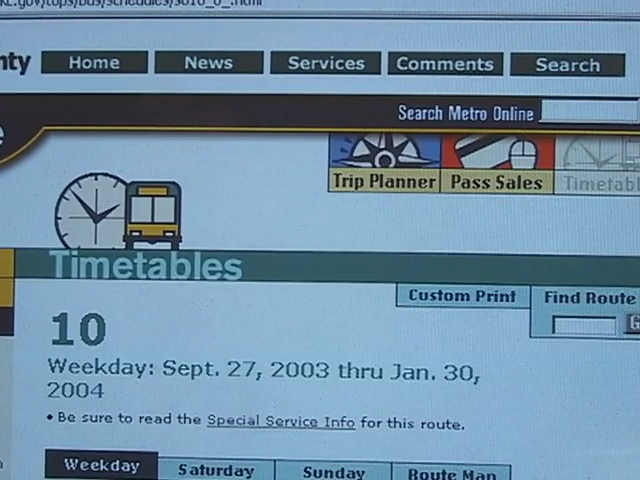 nty Home News Services Comments Search
Search Metro Online
Trip Planner Pass Sales Timetabl
Timetables
Custom Print Find Route
10
Weekday: Sept. 27, 2003 thru Jan. 30,
2004
• Be sure to read the Special Service Info for this route.
Weekday Saturday Sunday Route Map